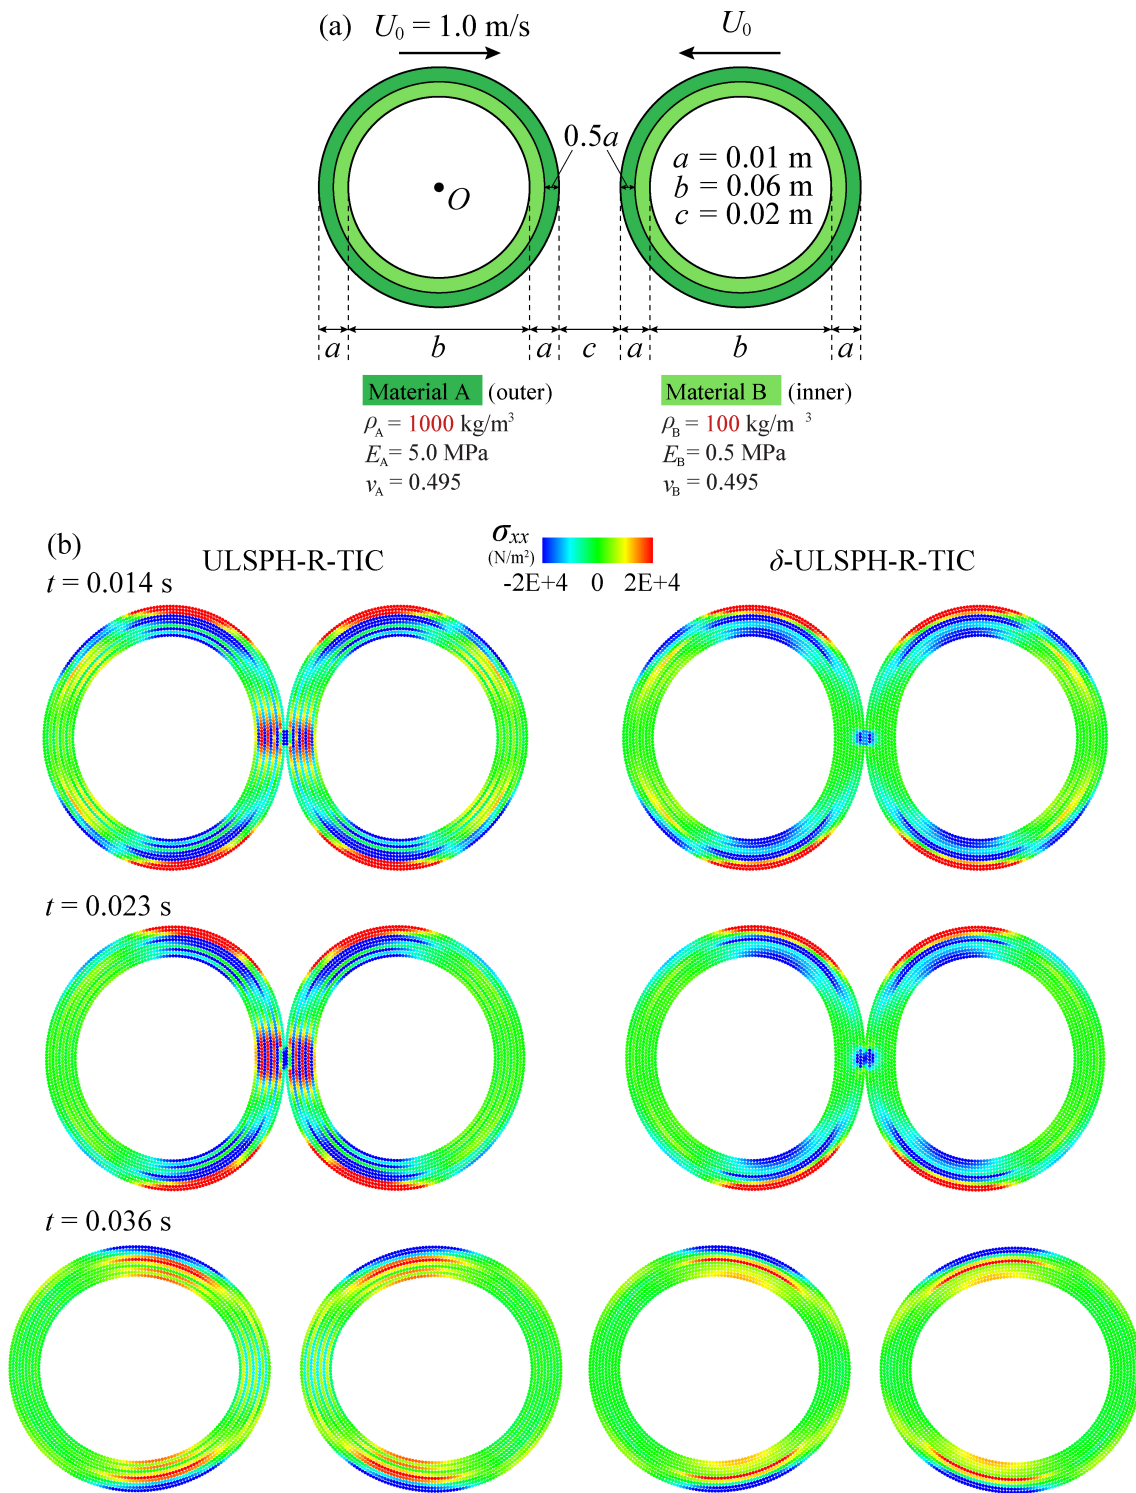 (a) U₀ = 1.0 m/s U₀
0.5a
O
a = 0.01 m
b = 0.06 m
c = 0.02 m
a b a c a b a
Material A (outer) Material B (inner)
ρA = 1000 kg/m³ ρB = 100 kg/m ³
EA = 5.0 MPa EB = 0.5 MPa
νA = 0.495 νB = 0.495
(b) ULSPH-R-TIC σxx (N/m²) δ-ULSPH-R-TIC
-2E+4 0 2E+4
t = 0.014 s
t = 0.023 s
t = 0.036 s